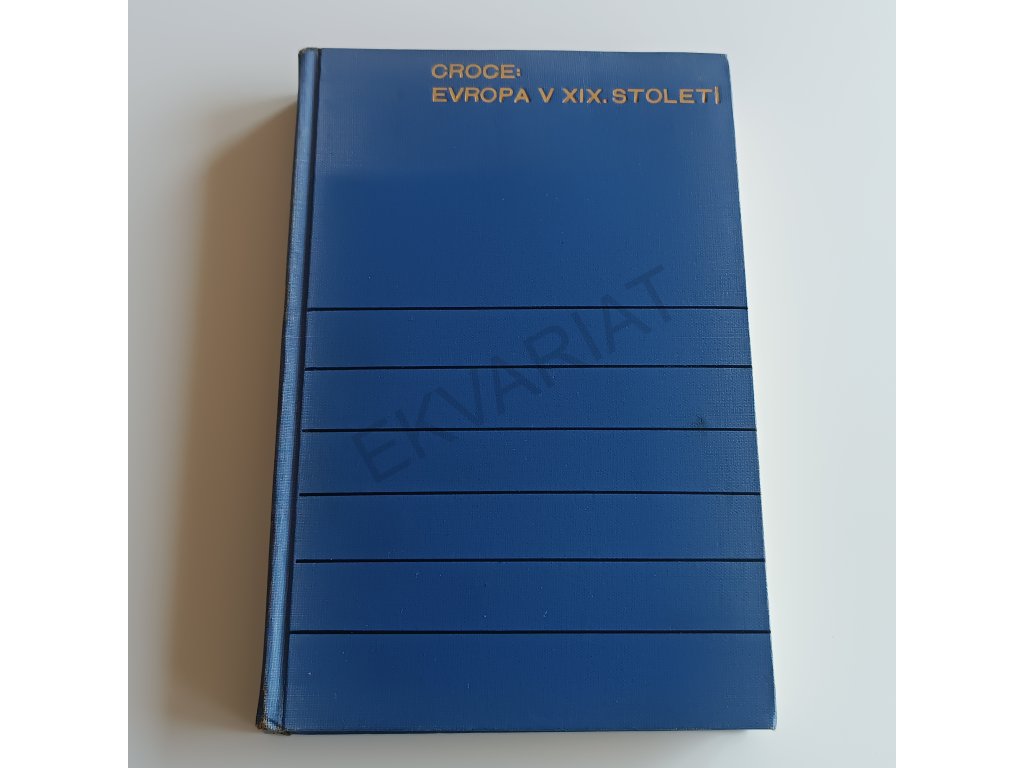 CROCE:
EVROPA V XIX. STOLETÍ
EKVARIAT